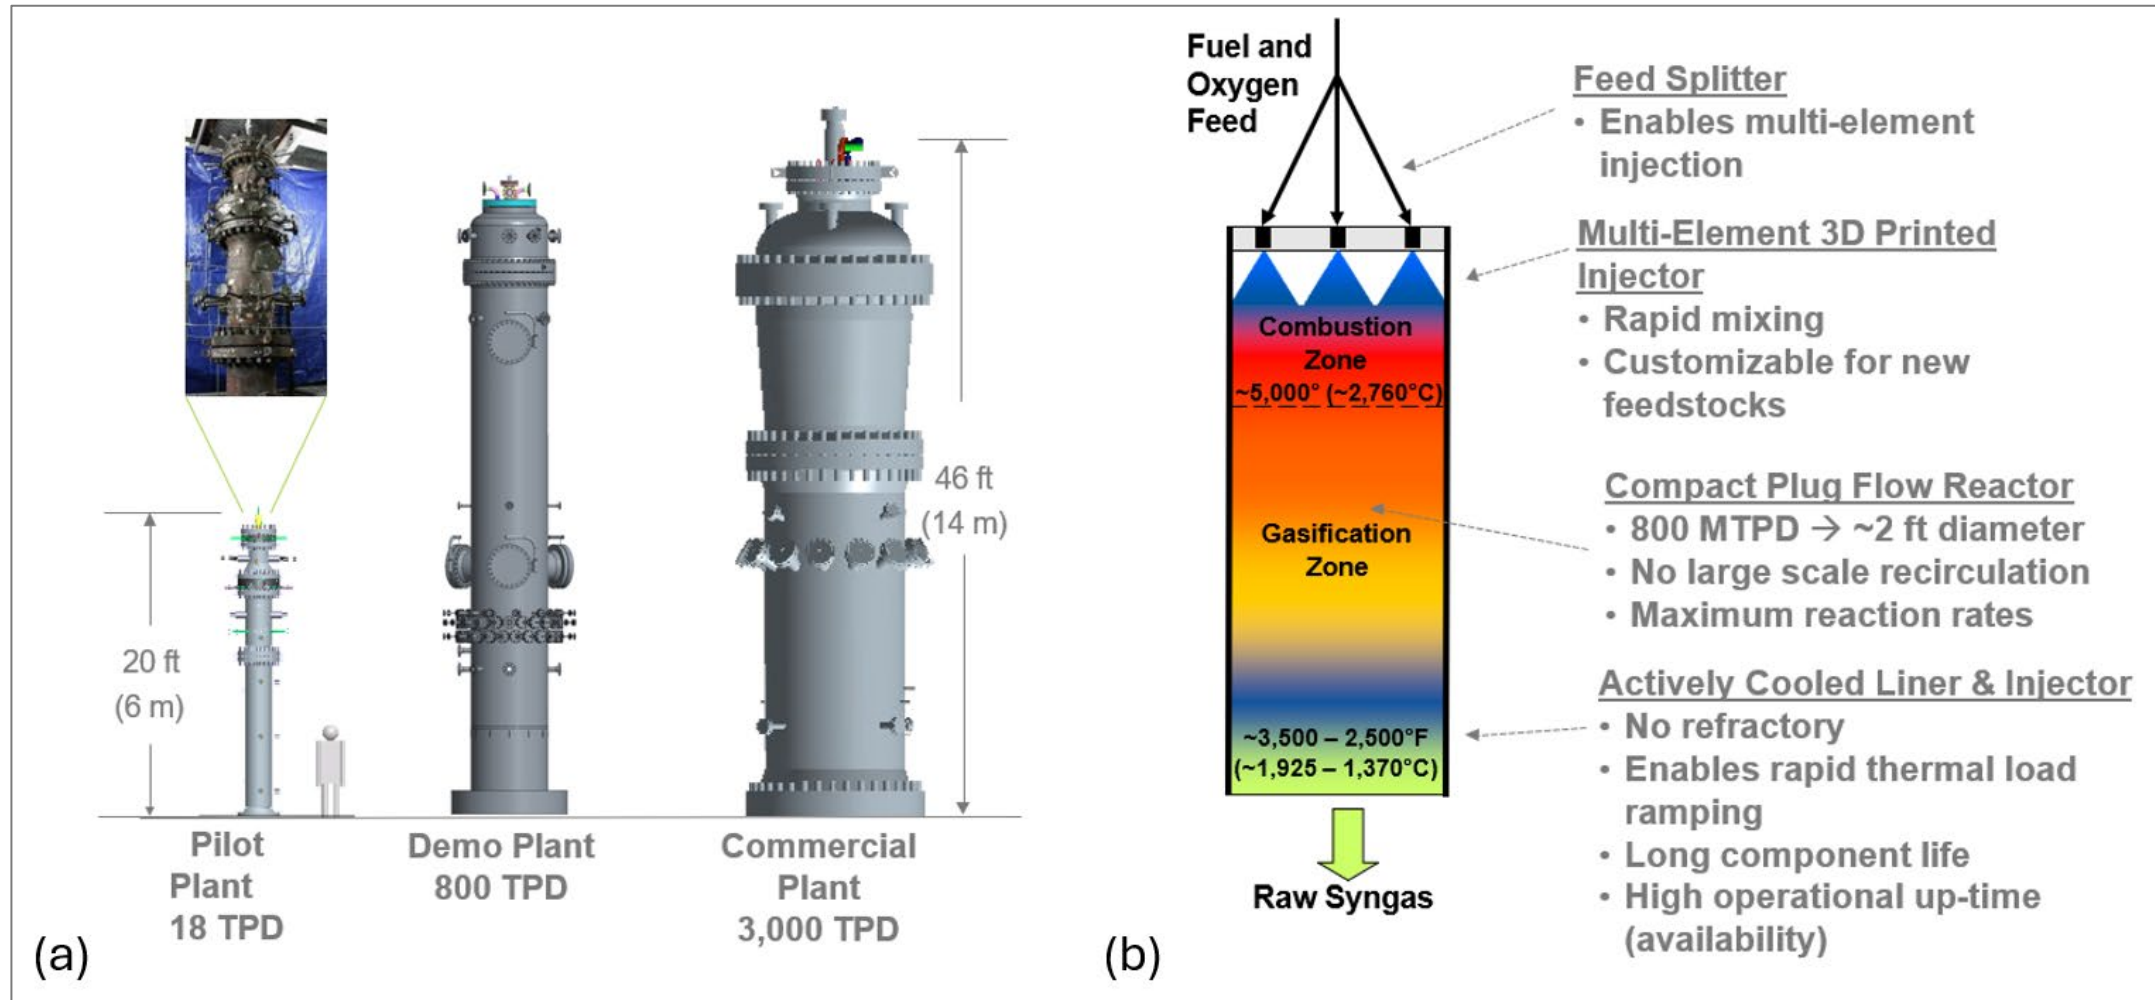 20 ft
(6 m)
46 ft
(14 m)
Pilot
Plant
18 TPD
Demo Plant
800 TPD
Commercial
Plant
3,000 TPD
(a)
Fuel and
Oxygen
Feed
Combustion
Zone
~5,000° (~2,760°C)
Gasification
Zone
~3,500 – 2,500°F
(~1,925 – 1,370°C)
Raw Syngas
Feed Splitter
• Enables multi-element
injection
Multi-Element 3D Printed
Injector
• Rapid mixing
• Customizable for new
feedstocks
Compact Plug Flow Reactor
• 800 MTPD → ~2 ft diameter
• No large scale recirculation
• Maximum reaction rates
Actively Cooled Liner & Injector
• No refractory
• Enables rapid thermal load
ramping
• Long component life
• High operational up-time
(availability)
(b)